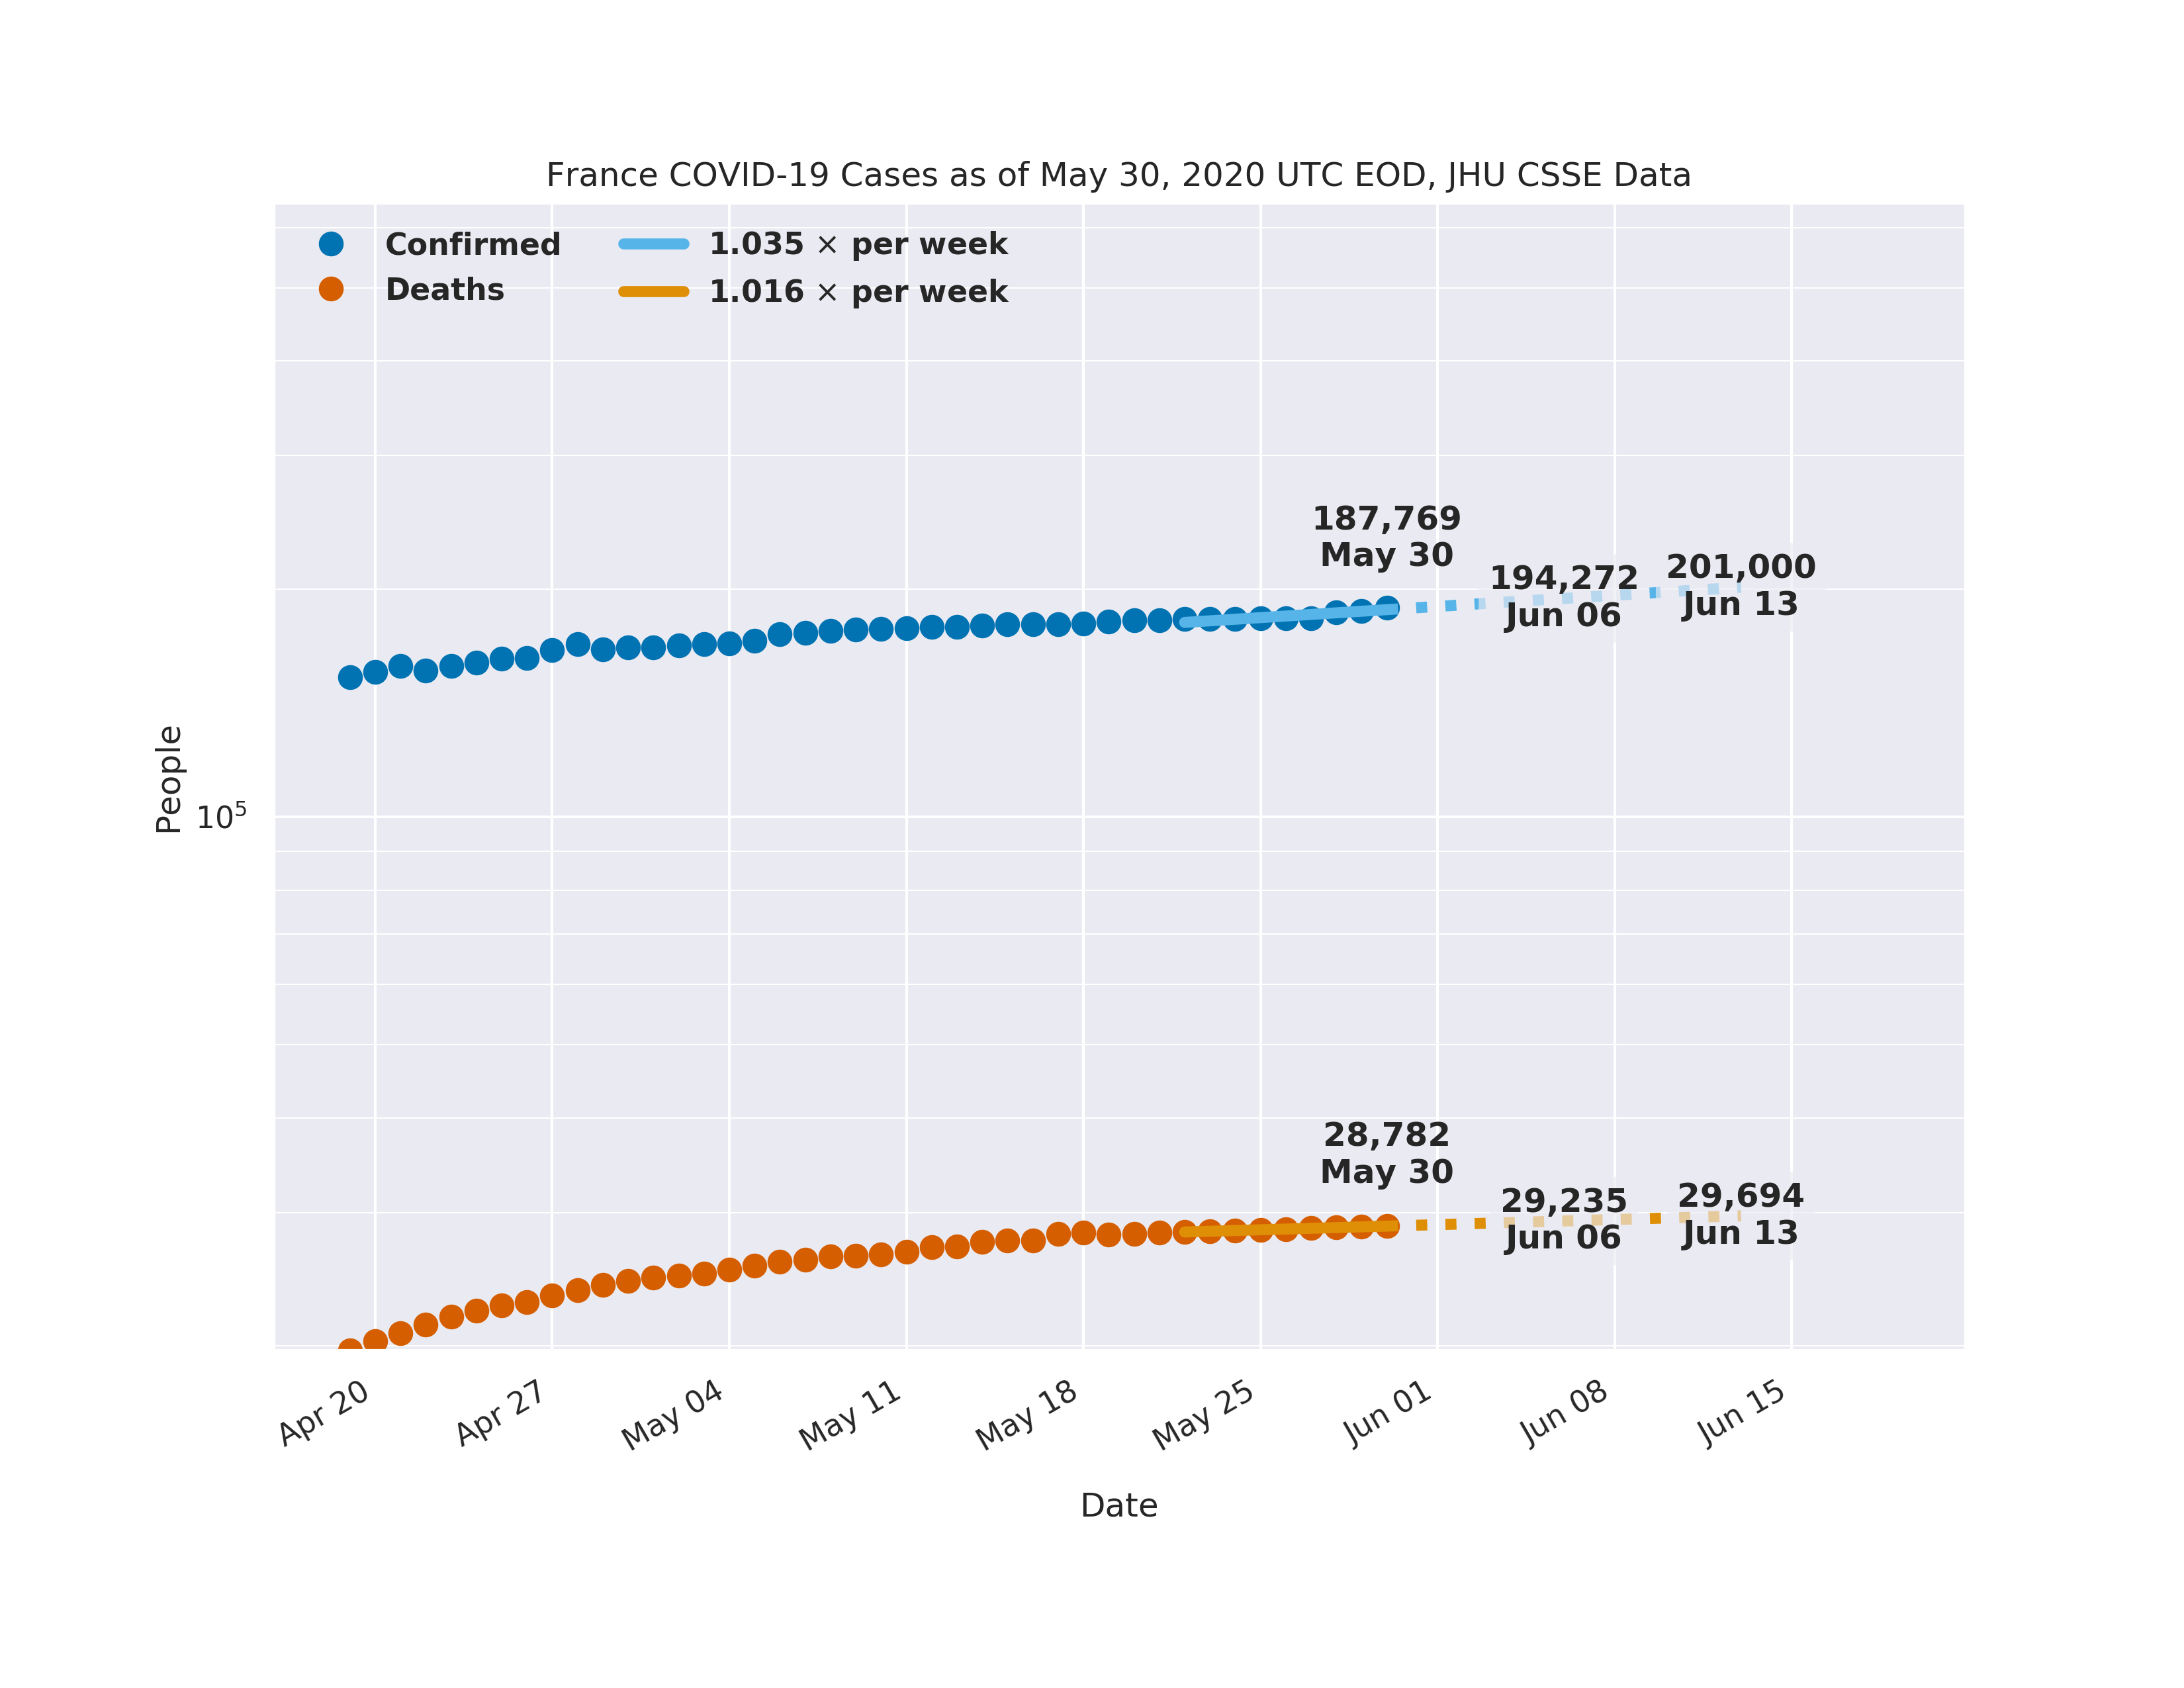 France COVID-19 Cases as of May 30, 2020 UTC EOD, JHU CSSE Data
Confirmed
Deaths
1.035 × per week
1.016 × per week
187,769
May 30
194,272
Jun 06
201,000
Jun 13
People
10⁵
28,782
May 30
29,235
Jun 06
29,694
Jun 13
Apr 20
Apr 27
May 04
May 11
May 18
May 25
Jun 01
Jun 08
Jun 15
Date